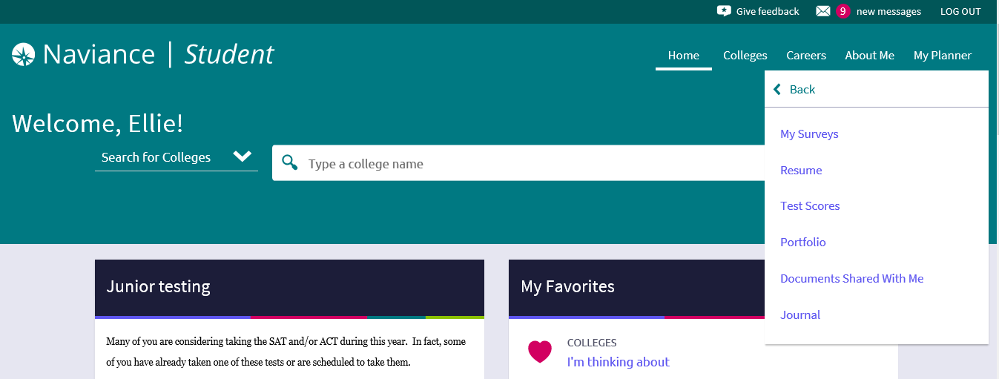 Give feedback 9 new messages LOG OUT
Naviance | Student
Home Colleges Careers About Me My Planner
Back
Welcome, Ellie!
Search for Colleges
Type a college name
My Surveys
Resume
Test Scores
Portfolio
Documents Shared With Me
Journal
Junior testing
Many of you are considering taking the SAT and/or ACT during this year. In fact, some
of you have already taken one of these tests or are scheduled to take them.
My Favorites
COLLEGES
I'm thinking about